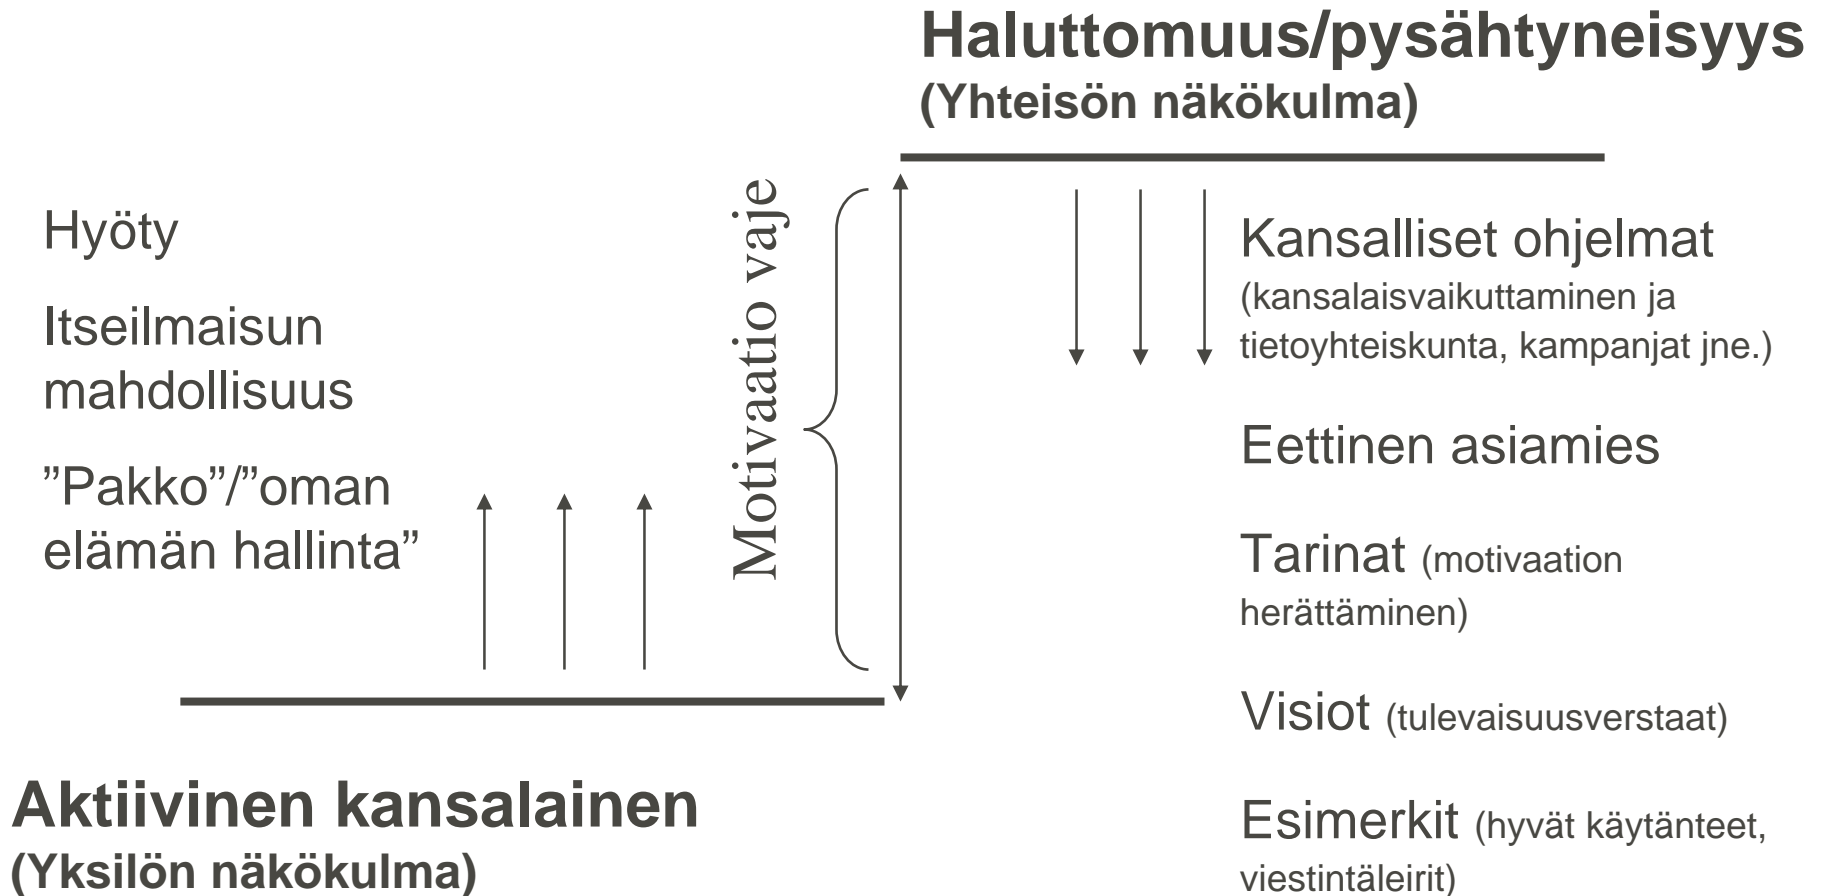 Haluttomuus/pysähtyneisyys
(Yhteisön näkökulma)
Hyöty
Itseilmaisun
mahdollisuus
”Pakko”/”oman
elämän hallinta”
Motivaatio vaje
Kansalliset ohjelmat
(kansalaisvaikuttaminen ja
tietoyhteiskunta, kampanjat jne.)
Eettinen asiamies
Tarinat (motivaation
herättäminen)
Visiot (tulevaisuusverstaat)
Esimerkit (hyvät käytänteet,
viestintäleirit)
Aktiivinen kansalainen
(Yksilön näkökulma)